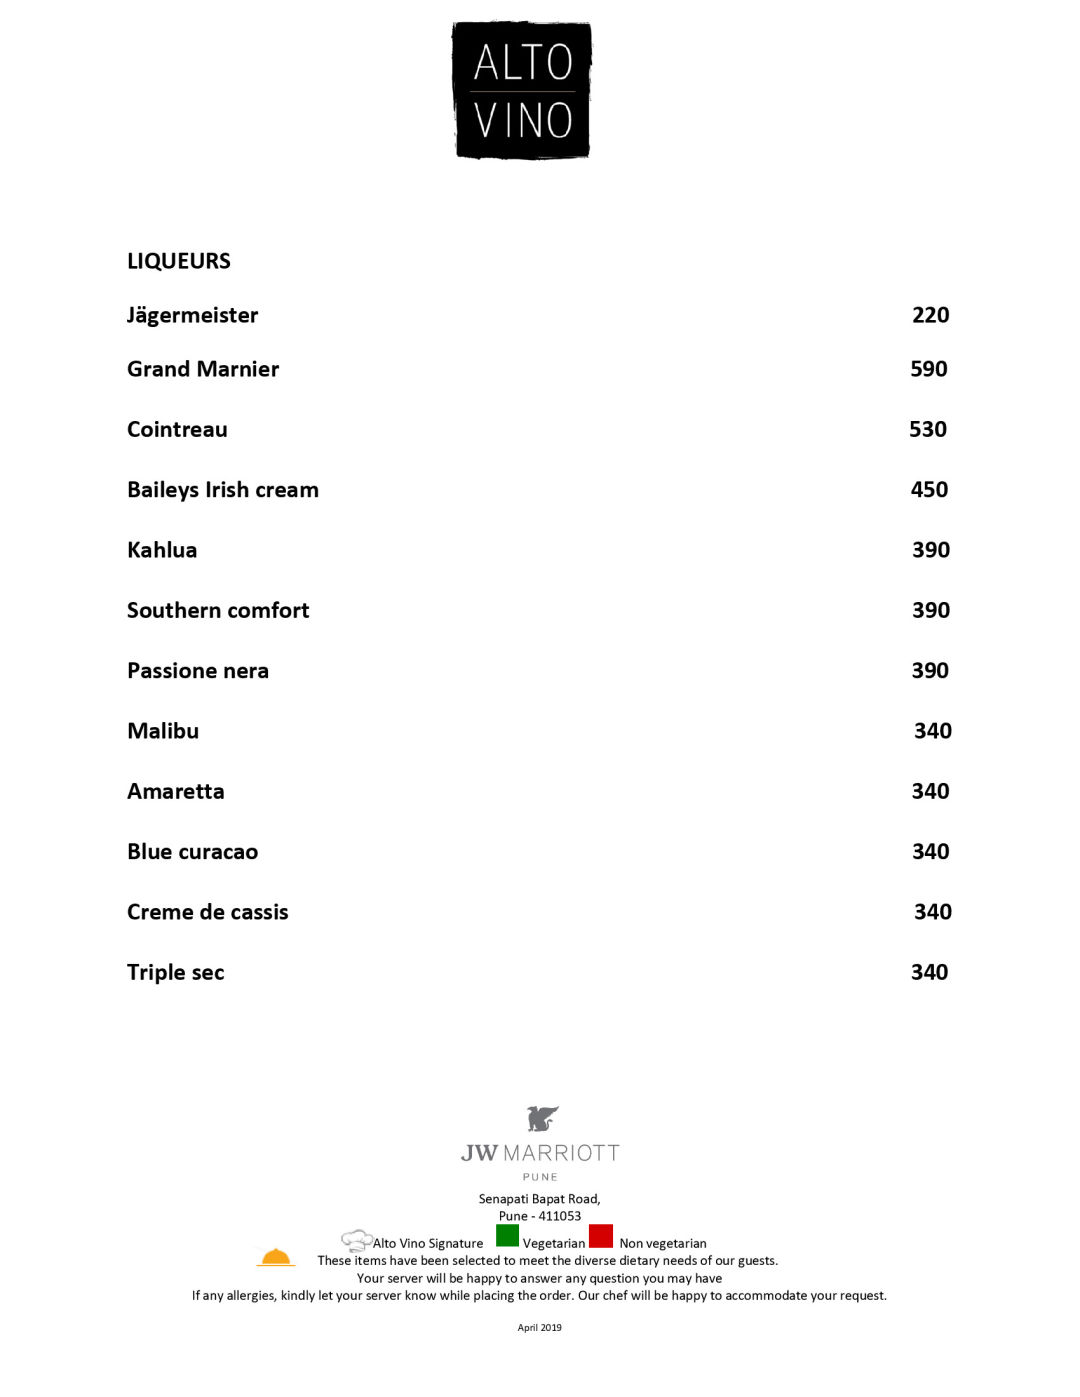 ALTO
VINO
LIQUEURS
Jägermeister 220
Grand Marnier 590
Cointreau 530
Baileys Irish cream 450
Kahlua 390
Southern comfort 390
Passione nera 390
Malibu 340
Amaretta 340
Blue curacao 340
Creme de cassis 340
Triple sec 340
JW MARRIOTT
PUNE
Senapati Bapat Road,
Pune - 411053
Alto Vino Signature Vegetarian Non vegetarian
These items have been selected to meet the diverse dietary needs of our guests.
Your server will be happy to answer any question you may have
If any allergies, kindly let your server know while placing the order. Our chef will be happy to accommodate your request.
April 2019